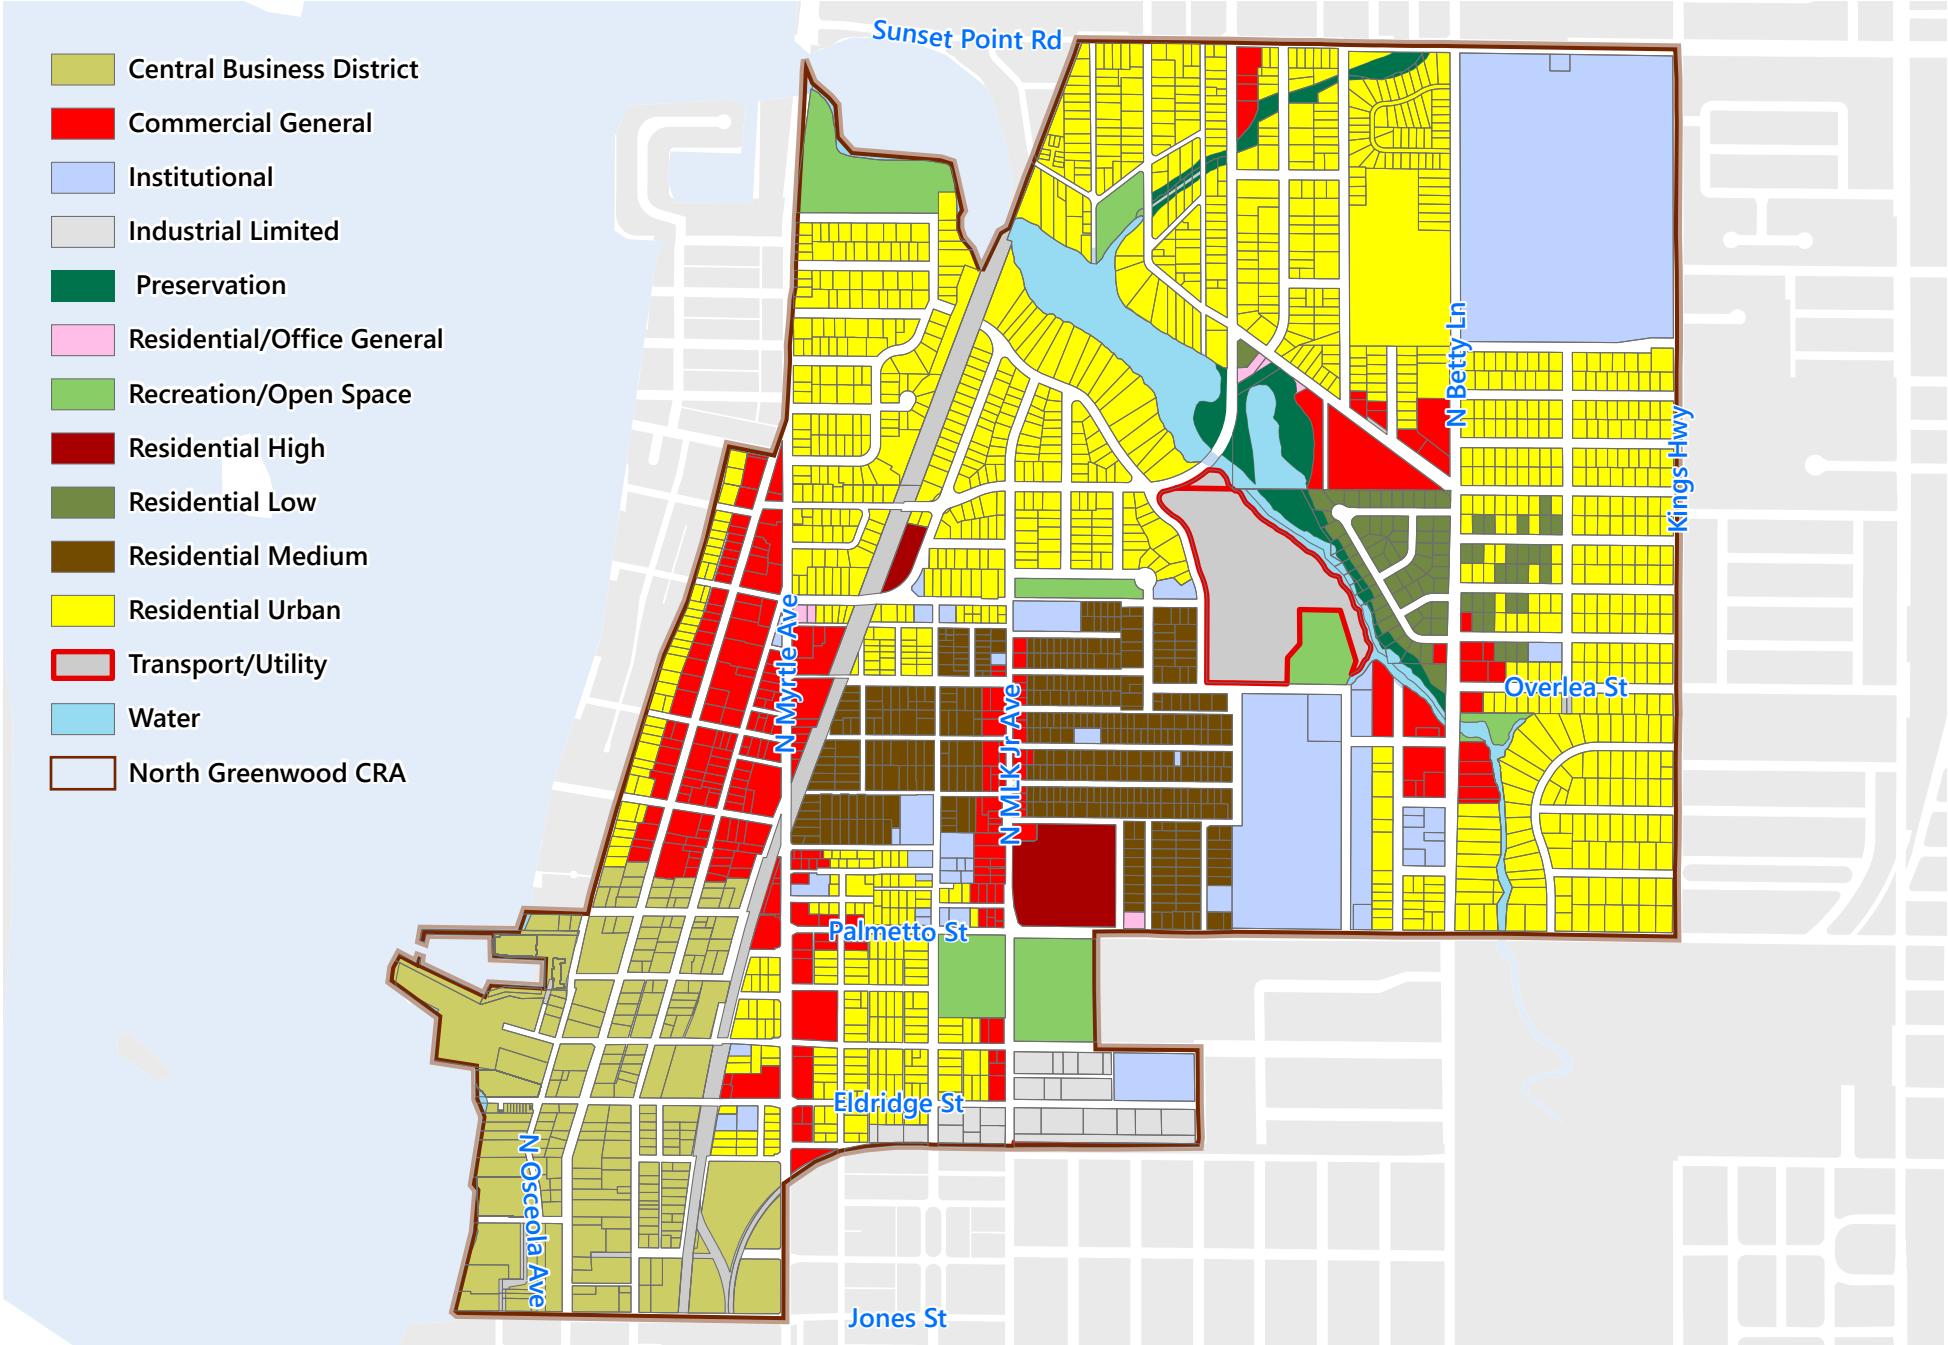 Sunset Point Rd
Central Business District
Commercial General
Institutional
Industrial Limited
Preservation
Residential/Office General
Recreation/Open Space
Residential High
Residential Low
Residential Medium
Residential Urban
Transport/Utility
Water
North Greenwood CRA
N Betty Ln
Kings Hwy
N Myrtle Ave
N MLK Jr Ave
Overlea St
Palmetto St
Eldridge St
N Osceola Ave
Jones St